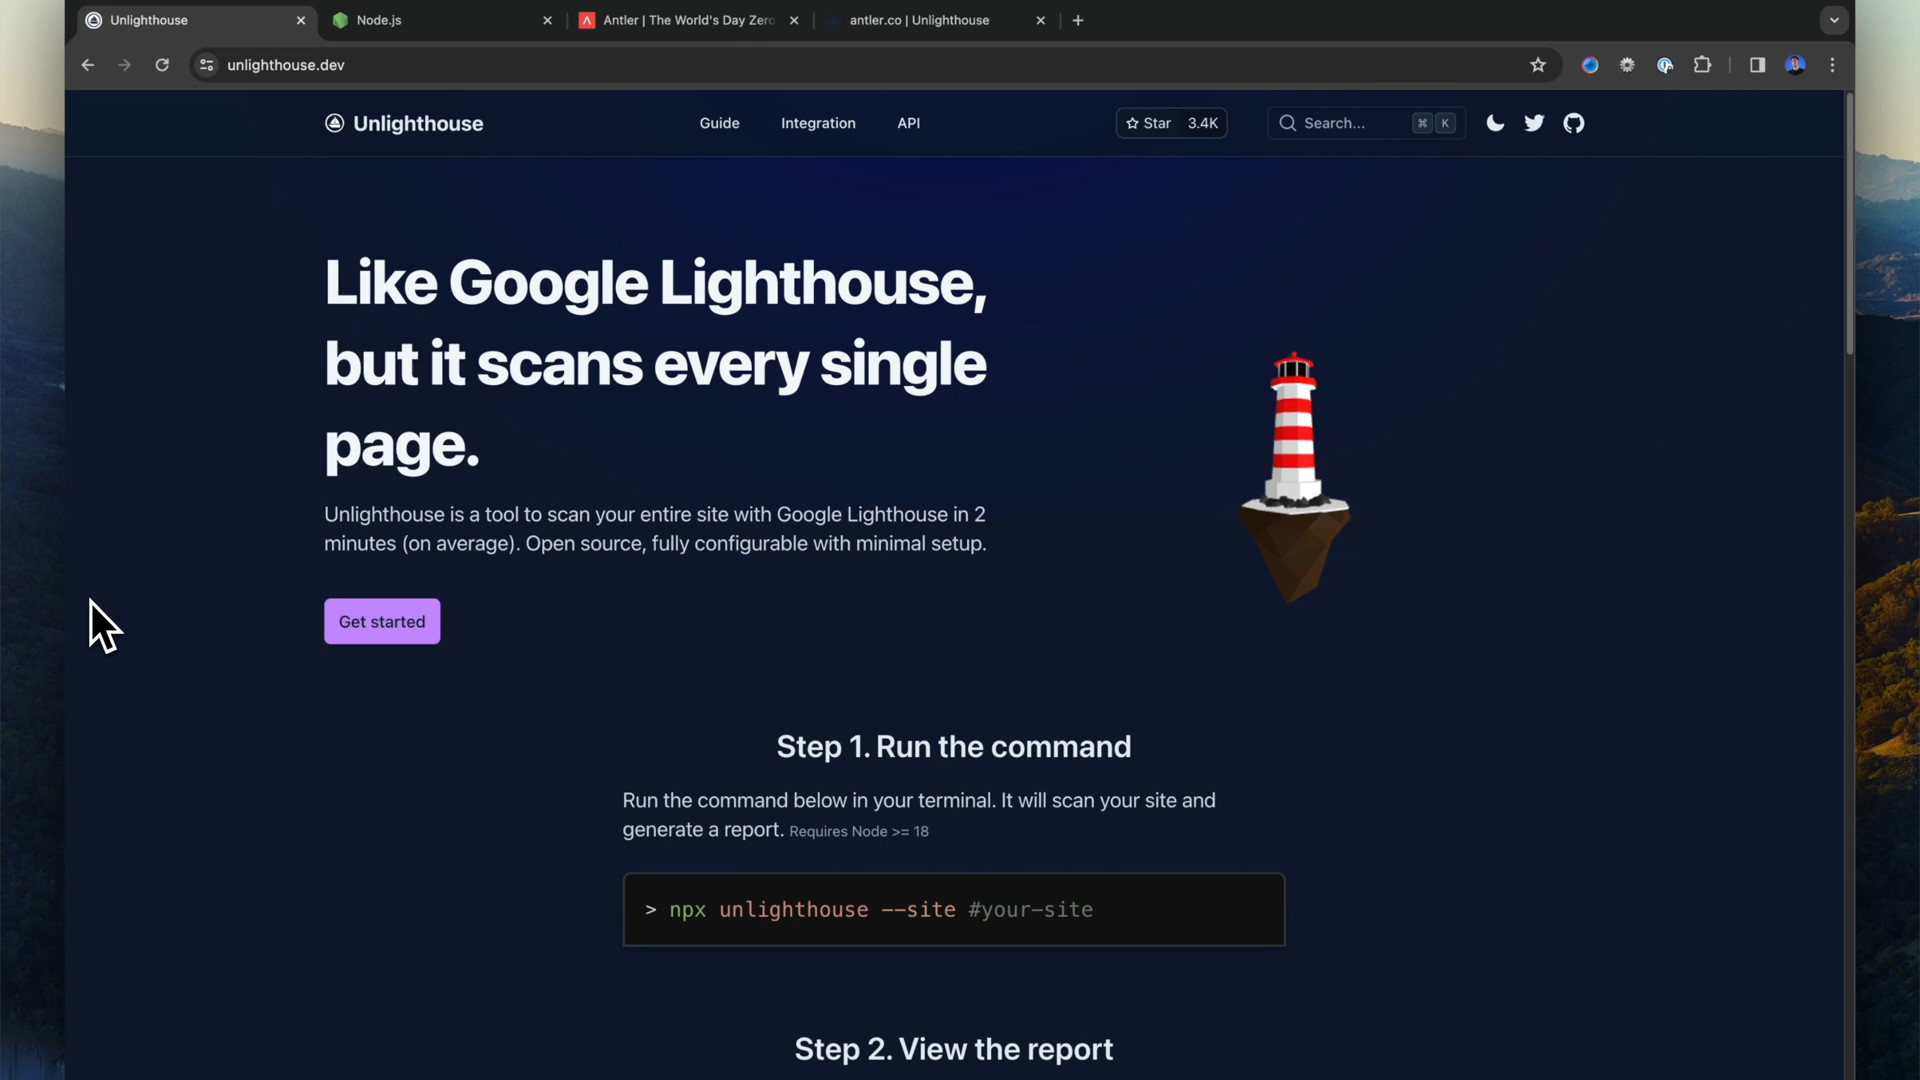 Unlighthouse
Node.js
Antler | The World's Day Zero
antler.co | Unlighthouse
unlighthouse.dev
Unlighthouse
Guide
Integration
API
Star 3.4K
Search...
⌘ K
Like Google Lighthouse,
but it scans every single
page.
Unlighthouse is a tool to scan your entire site with Google Lighthouse in 2
minutes (on average). Open source, fully configurable with minimal setup.
Get started
Step 1. Run the command
Run the command below in your terminal. It will scan your site and
generate a report. Requires Node >= 18
> npx unlighthouse --site #your-site
Step 2. View the report